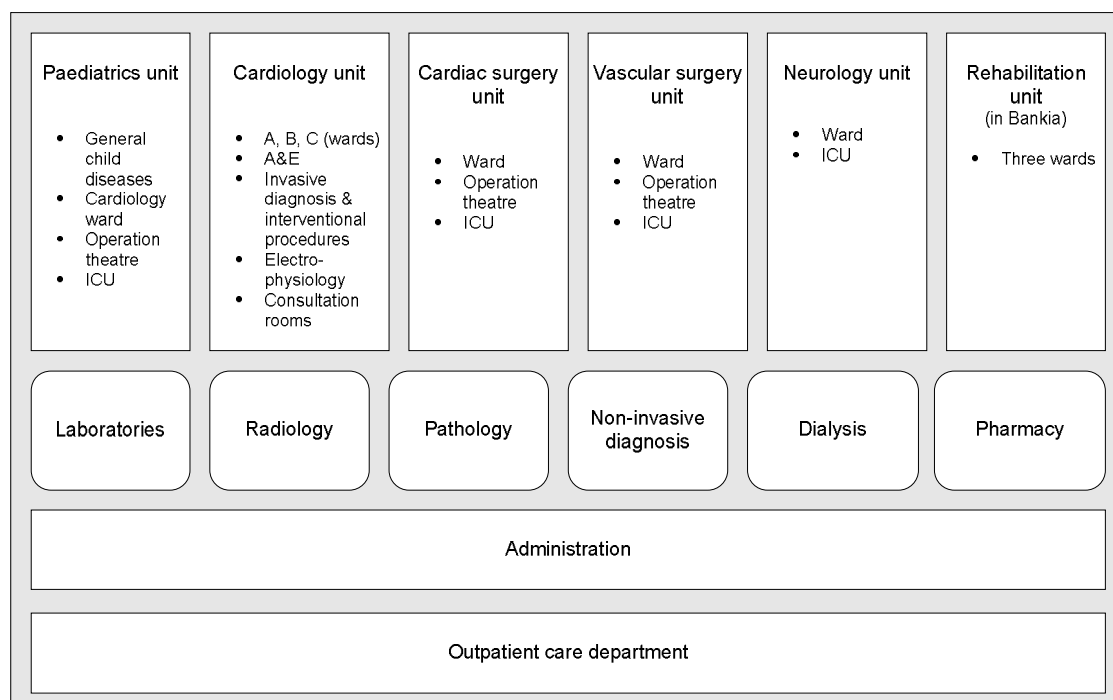 Paediatrics unit
• General
child
diseases
• Cardiology
ward
• Operation
theatre
• ICU
Cardiology unit
• A, B, C (wards)
• A&E
• Invasive
diagnosis &
interventional
procedures
• Electro-
physiology
• Consultation
rooms
Cardiac surgery
unit
• Ward
• Operation
theatre
• ICU
Vascular surgery
unit
• Ward
• Operation
theatre
• ICU
Neurology unit
• Ward
• ICU
Rehabilitation
unit
(in Bankia)
• Three wards
Laboratories
Radiology
Pathology
Non-invasive
diagnosis
Dialysis
Pharmacy
Administration
Outpatient care department